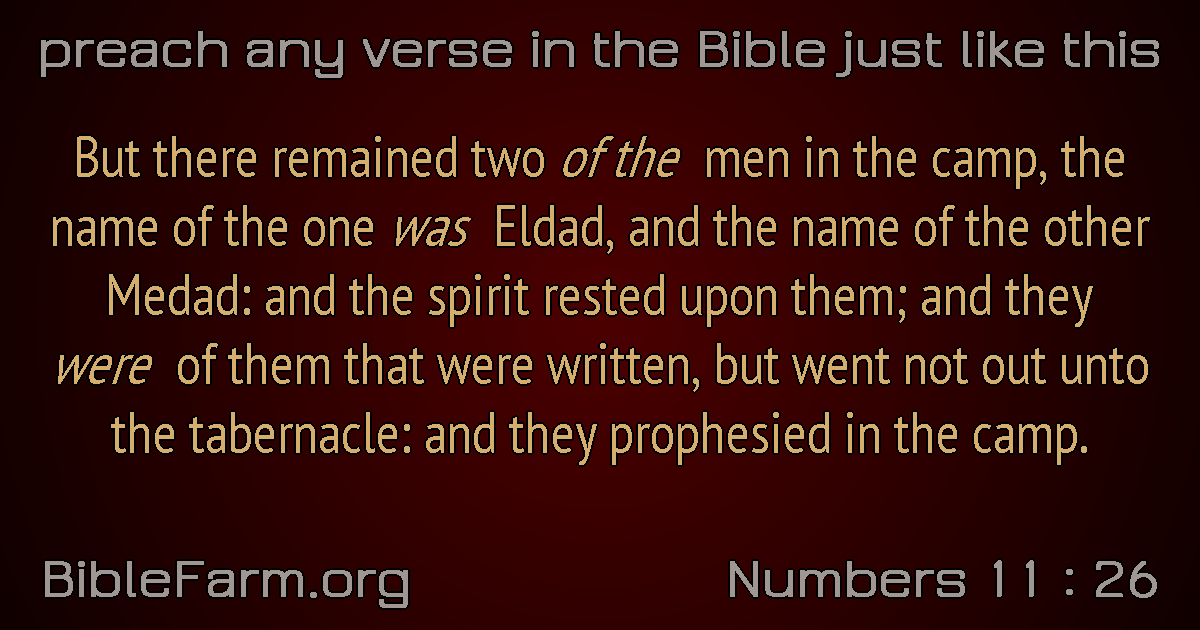 preach any verse in the Bible just like this
But there remained two of the men in the camp, the
name of the one was Eldad, and the name of the other
Medad: and the spirit rested upon them; and they
were of them that were written, but went not out unto
the tabernacle: and they prophesied in the camp.
BibleFarm.org
Numbers 11 : 26